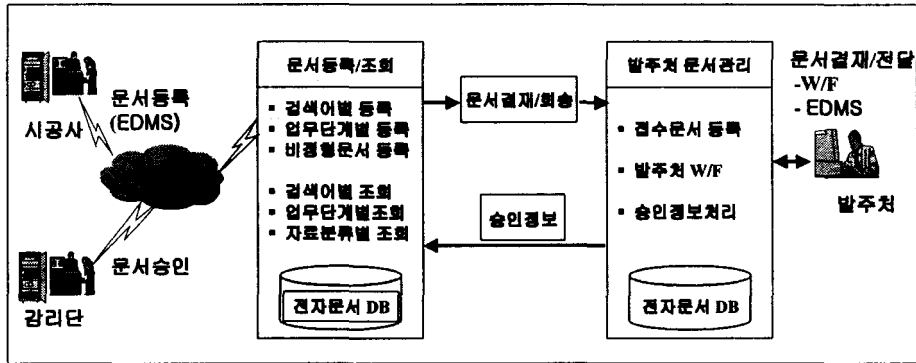 시공사
문서등록
(EDMS)
문서승인
감리단
문서등록/조회
▪ 검색어별 등록
▪ 업무단계별 등록
▪ 비정형문서 등록
▪ 검색어별 조회
▪ 업무단계별조회
▪ 자료분류별 조회
전자문서 DB
문서결재/회송
승인정보
발주처 문서관리
▪ 접수문서 등록
▪ 발주처 W/F
▪ 승인정보처리
전자문서 DB
문서결재/전달
-W/F
- EDMS
발주처